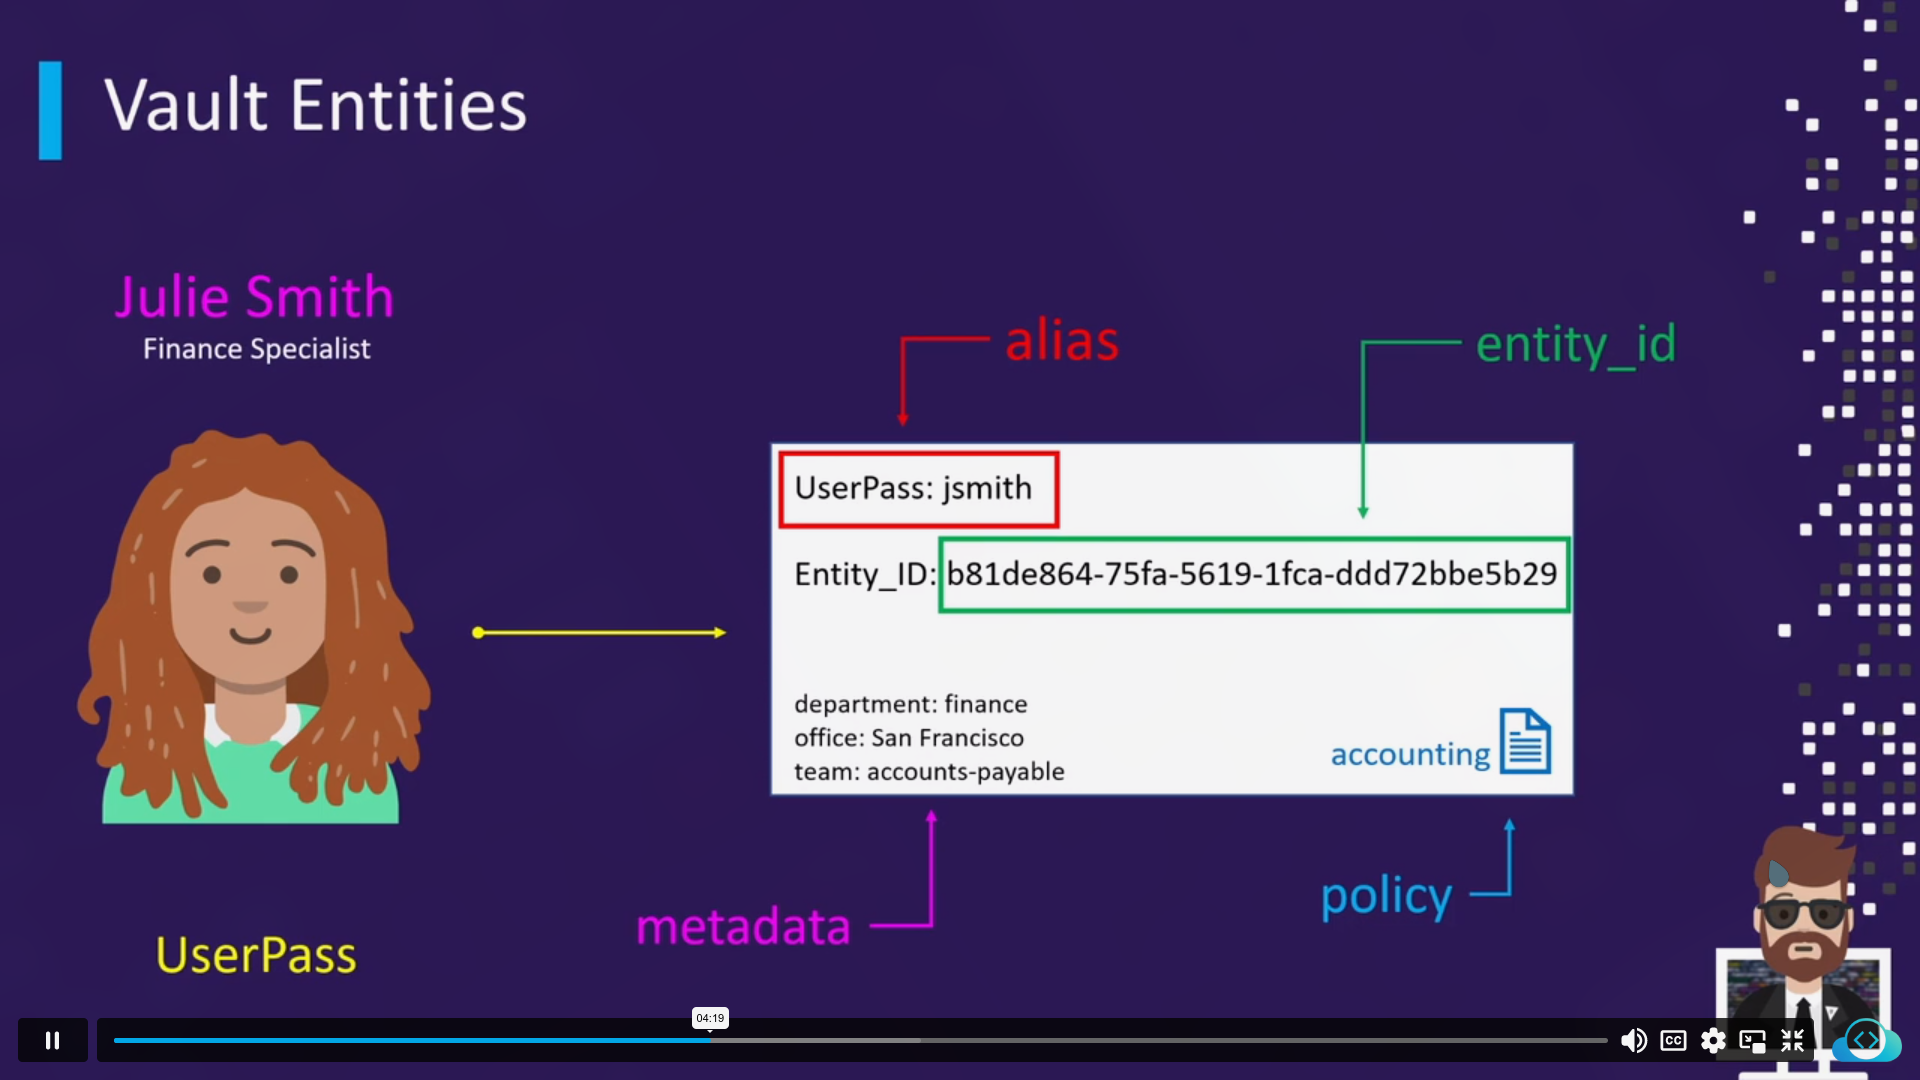 Vault Entities
Julie Smith
Finance Specialist
alias
entity_id
UserPass: jsmith
Entity_ID: b81de864-75fa-5619-1fca-ddd72bbe5b29
department: finance
office: San Francisco
team: accounts-payable
accounting
metadata
policy
UserPass
04:19
CC